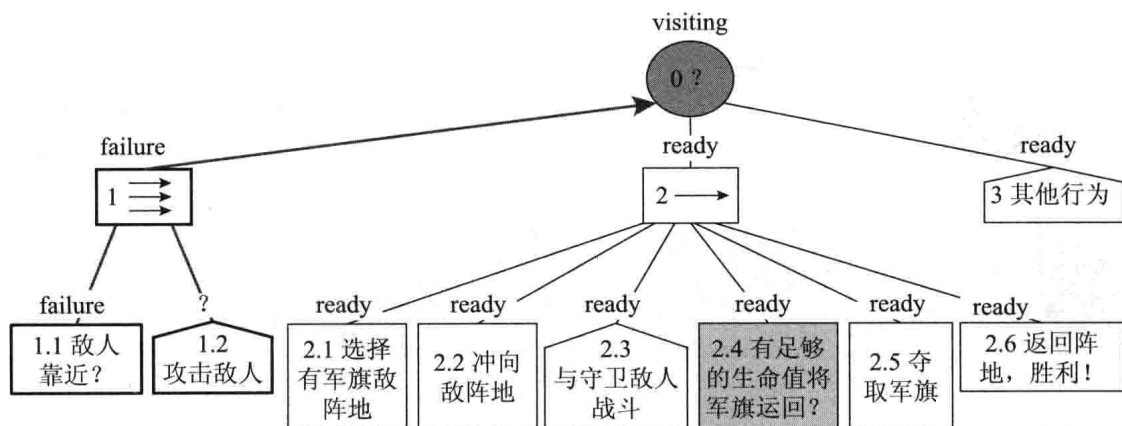 visiting
0 ?
failure
ready
ready
1
2
3 其他行为
failure
?
ready
ready
ready
ready
ready
ready
1.1 敌人
靠近?
1.2
攻击敌人
2.1 选择
有军旗敌
阵地
2.2 冲向
敌阵地
2.3
与守卫敌人
战斗
2.4 有足够
的生命值将
军旗运回?
2.5 夺
取军旗
2.6 返回阵
地，胜利!